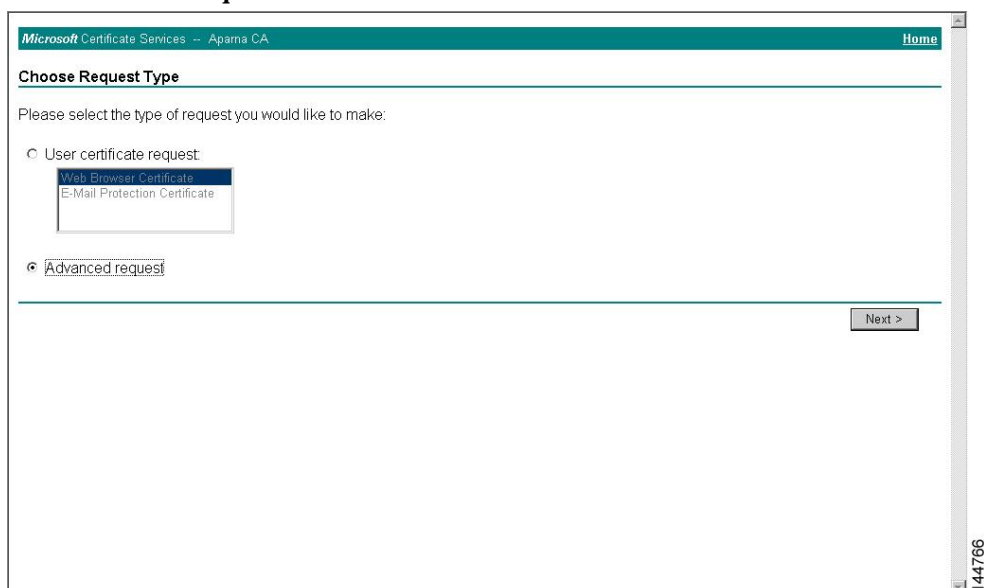 Microsoft Certificate Services -- Aparna CA Home
Choose Request Type
Please select the type of request you would like to make:
User certificate request:
Web Browser Certificate
E-Mail Protection Certificate
Advanced request
Next >
144766